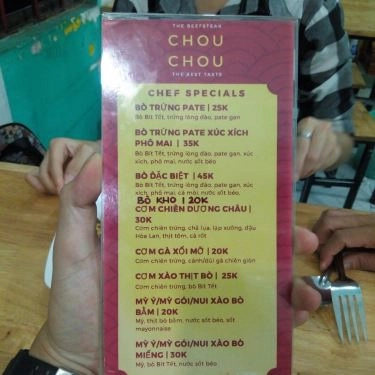 THE BEEFSTEAK
CHOU
CHOU
THE BEST TASTE
CHEF SPECIALS
BÒ TRỨNG PATE | 25K
Bò Bít Tết, trứng lòng đào, pate gan
BÒ TRỨNG PATE XÚC XÍCH
PHÔ MAI | 35K
Bò Bít Tết, trứng lòng đào, pate gan, xúc
xích, phô mai, nước sốt béo
BÒ ĐẶC BIỆT | 45K
Bò Bít Tết, trứng lòng đào, pate gan, xúc
xích, phô mai, cá mòi, nước sốt béo,
BÒ KHO | 20K
CƠM CHIÊN DƯƠNG CHÂU |
30K
Cơm chiên trứng, chả lụa, lạp xưởng, đậu
Hòa Lan, thịt tôm, cà rốt
CƠM GÀ XỐI MỠ | 20K
Cơm chiên trứng, cánh/đùi gà chiên giòn
CƠM XÀO THỊT BÒ | 25K
Cơm chiên trứng, bò Bít Tết
MỲ Ý/MỲ GÓI/NUI XÀO BÒ
BẰM | 20K
Mỳ, thịt bò bằm, nước sốt béo, sốt
mayonnaise
MỲ Ý/MỲ GÓI/NUI XÀO BÒ
MIẾNG | 30K
Mỳ, bò Bít Tết, nước sốt béo